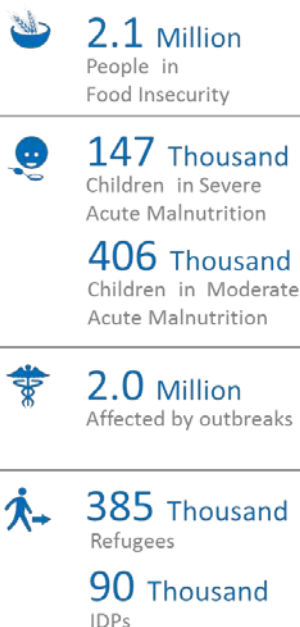 2.1 Million
People in
Food Insecurity
147 Thousand
Children in Severe
Acute Malnutrition
406 Thousand
Children in Moderate
Acute Malnutrition
2.0 Million
Affected by outbreaks
385 Thousand
Refugees
90 Thousand
IDPs